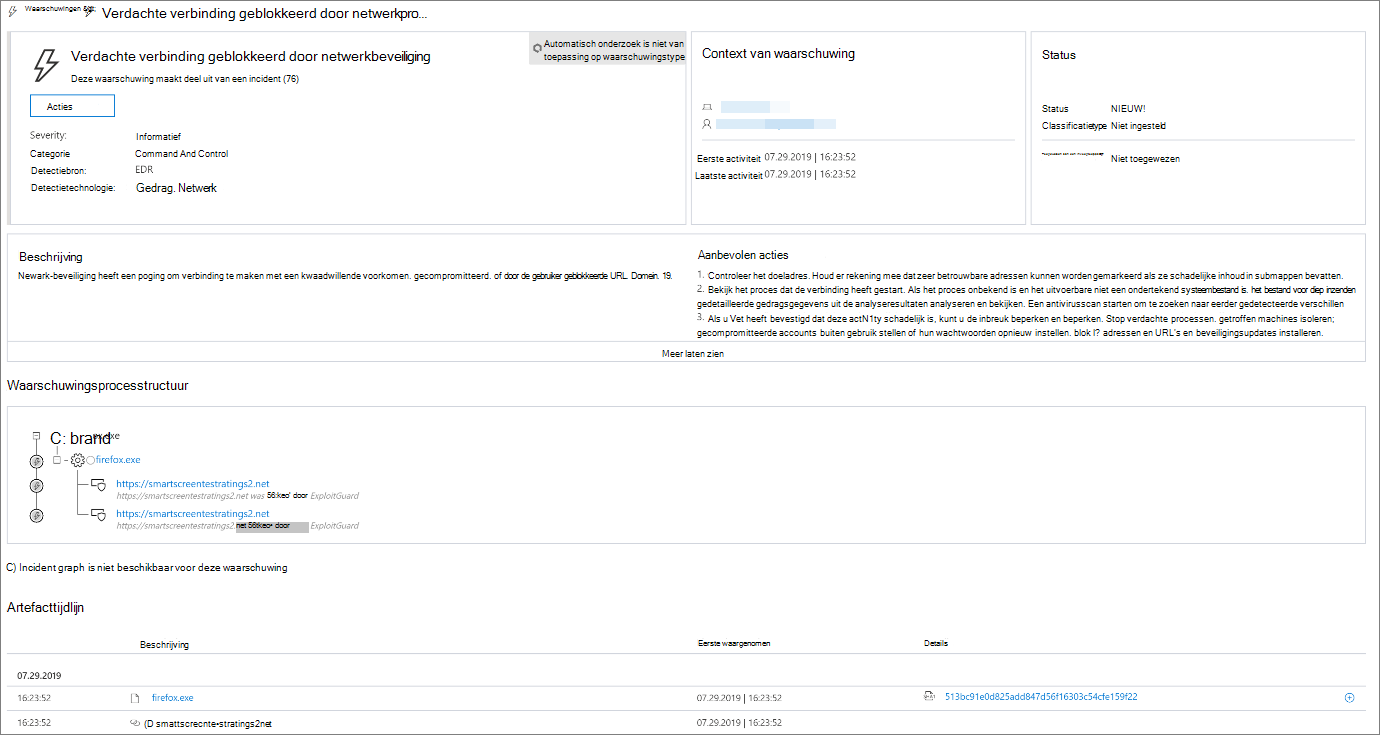 Waarschuwingen
Verdachte verbinding geblokkeerd door netwerkpro...
Verdachte verbinding geblokkeerd door netwerkbeveiliging
Deze waarschuwing maakt deel uit van een incident (76)
Automatisch onderzoek is niet van
toepassing op waarschuwingstype
Acties
Severity: Informatief
Categorie Command And Control
Detectiebron: EDR
Detectietechnologie: Gedrag. Netwerk
Context van waarschuwing
Eerste activiteit 07.29.2019 | 16:23:52
Laatste activiteit 07.29.2019 | 16:23:52
Status
Status NIEUW!
Classificatietype Niet ingesteld
Niet toegewezen
Beschrijving
Newark-beveiliging heeft een poging om verbinding te maken met een kwaadwillende voorkomen. gecompromitteerd. of door de gebruiker geblokkeerde URL. Domein. 19.
Aanbevolen acties
1. Controleer het doeladres. Houd er rekening mee dat zeer betrouwbare adressen kunnen worden gemarkeerd als ze schadelijke inhoud in submappen bevatten.
2. Bekijk het proces dat de verbinding heeft gestart. Als het proces onbekend is en het uitvoerbare niet een ondertekend systeembestand is. het bestand voor diep inzenden
gedetailleerde gedragsgegevens uit de analyseresultaten analyseren en bekijken. Een antivirusscan starten om te zoeken naar eerder gedetecteerde verschillen
3. Als u Vet heeft bevestigd dat deze actN1ty schadelijk is, kunt u de inbreuk beperken en beperken. Stop verdachte processen. getroffen machines isoleren;
gecompromitteerde accounts buiten gebruik stellen of hun wachtwoorden opnieuw instellen. blok I? adressen en URL's en beveiligingsupdates installeren.
Meer laten zien
Waarschuwingsprocesstructuur
C: brand
firefox.exe
https://smartscreentestratings2.net
https://smartscreentestratings2.net was 56:keo' door ExploitGuard
https://smartscreentestratings2.net
https://smartscreentestratings2.net 56tkeo• door ExploitGuard
C) Incident graph is niet beschikbaar voor deze waarschuwing
Artefacttijdlijn
Beschrijving Eerste waargenomen Details
07.29.2019
16:23:52 firefox.exe 07.29.2019 | 16:23:52 513bc91e0d825add847d56f16303c54cfe159f22
16:23:52 (D smattscrecnte•stratings2net 07.29.2019 | 16:23:52